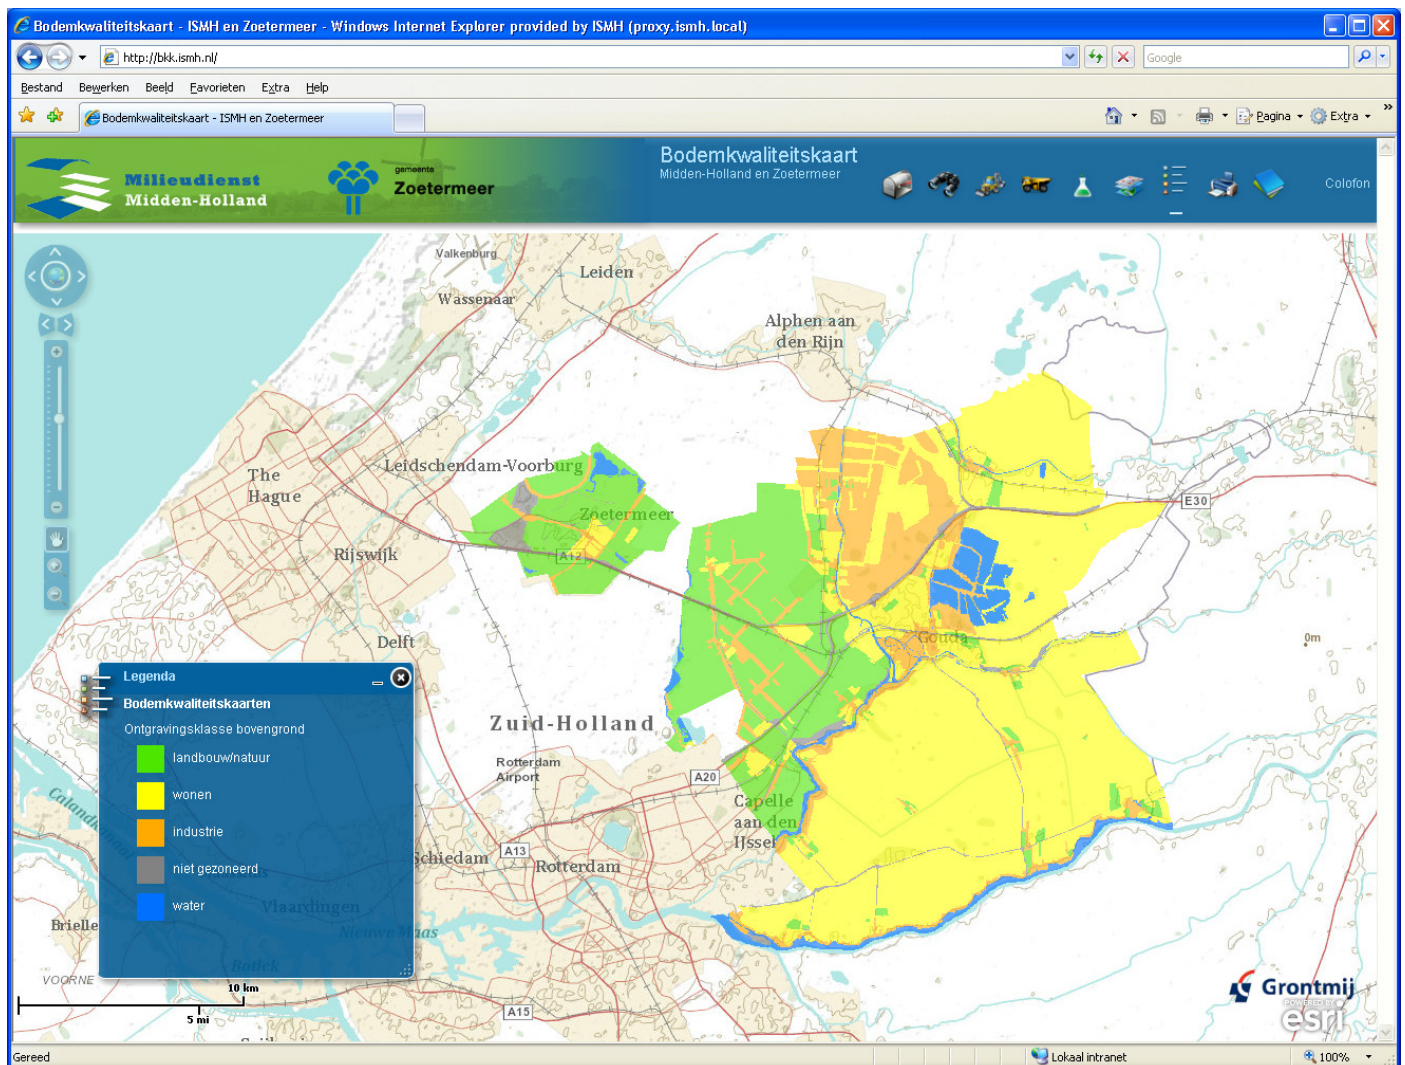 Bodemkwaliteitskaart - ISMH en Zoetermeer - Windows Internet Explorer provided by ISMH (proxy.ismh.local)
http://bkk.ismh.nl/
Google
Bestand Bewerken Beeld Favorieten Extra Help
Bodemkwaliteitskaart - ISMH en Zoetermeer
Pagina Extra »
Milieudienst
Midden-Holland
gemeente
Zoetermeer
Bodemkwaliteitskaart
Midden-Holland en Zoetermeer
Colofon
Valkenburg
Leiden
Wassenaar
Alphen aan
den Rijn
The
Hague
Leidschendam-Voorburg
Zoetermeer
E30
Rijswijk
A12
Delft
Gouda
0m
Legenda
Bodemkwaliteitskaarten
Ontgravingsklasse bovengrond
landbouw/natuur
wonen
industrie
niet gezoneerd
water
Zuid-Holland
Rotterdam
Airport
A20
Capelle
aan den
IJssel
A13
Schiedam
Rotterdam
Vlaardingen
Nieuwe Maas
Brielle
Botlek
VOORNE
10 km
5 mi
A15
Grontmij
POWERED BY
esri
Gereed
Lokaal intranet
100%